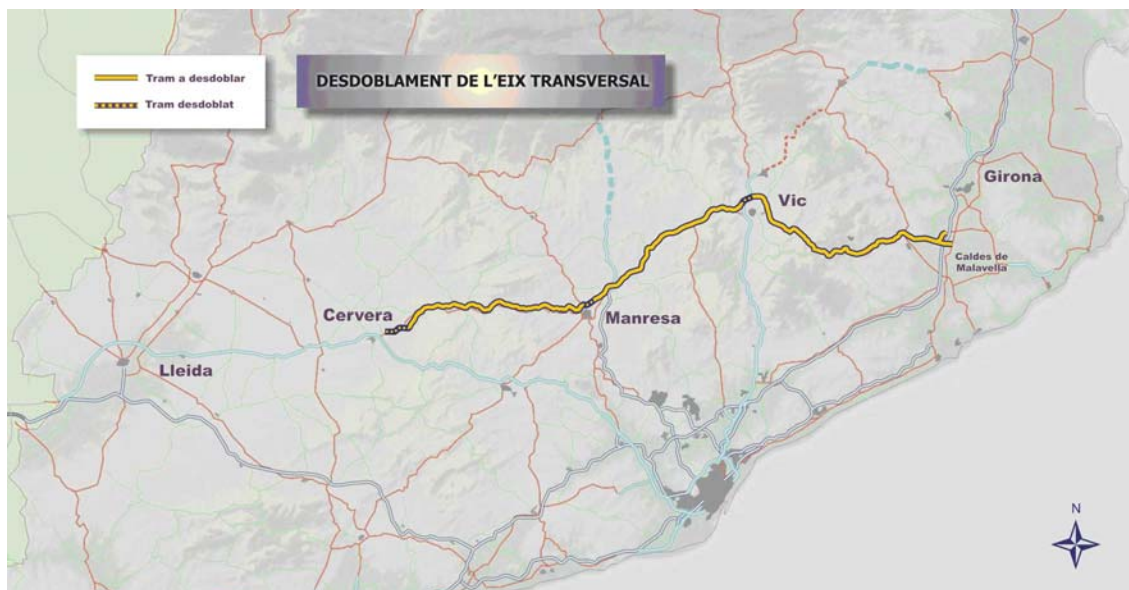 Tram a desdoblar
Tram desdoblat
DESDOBLAMENT DE L'EIX TRANSVERSAL
Girona
Vic
Caldes de
Malavella
Cervera
Manresa
Lleida
N